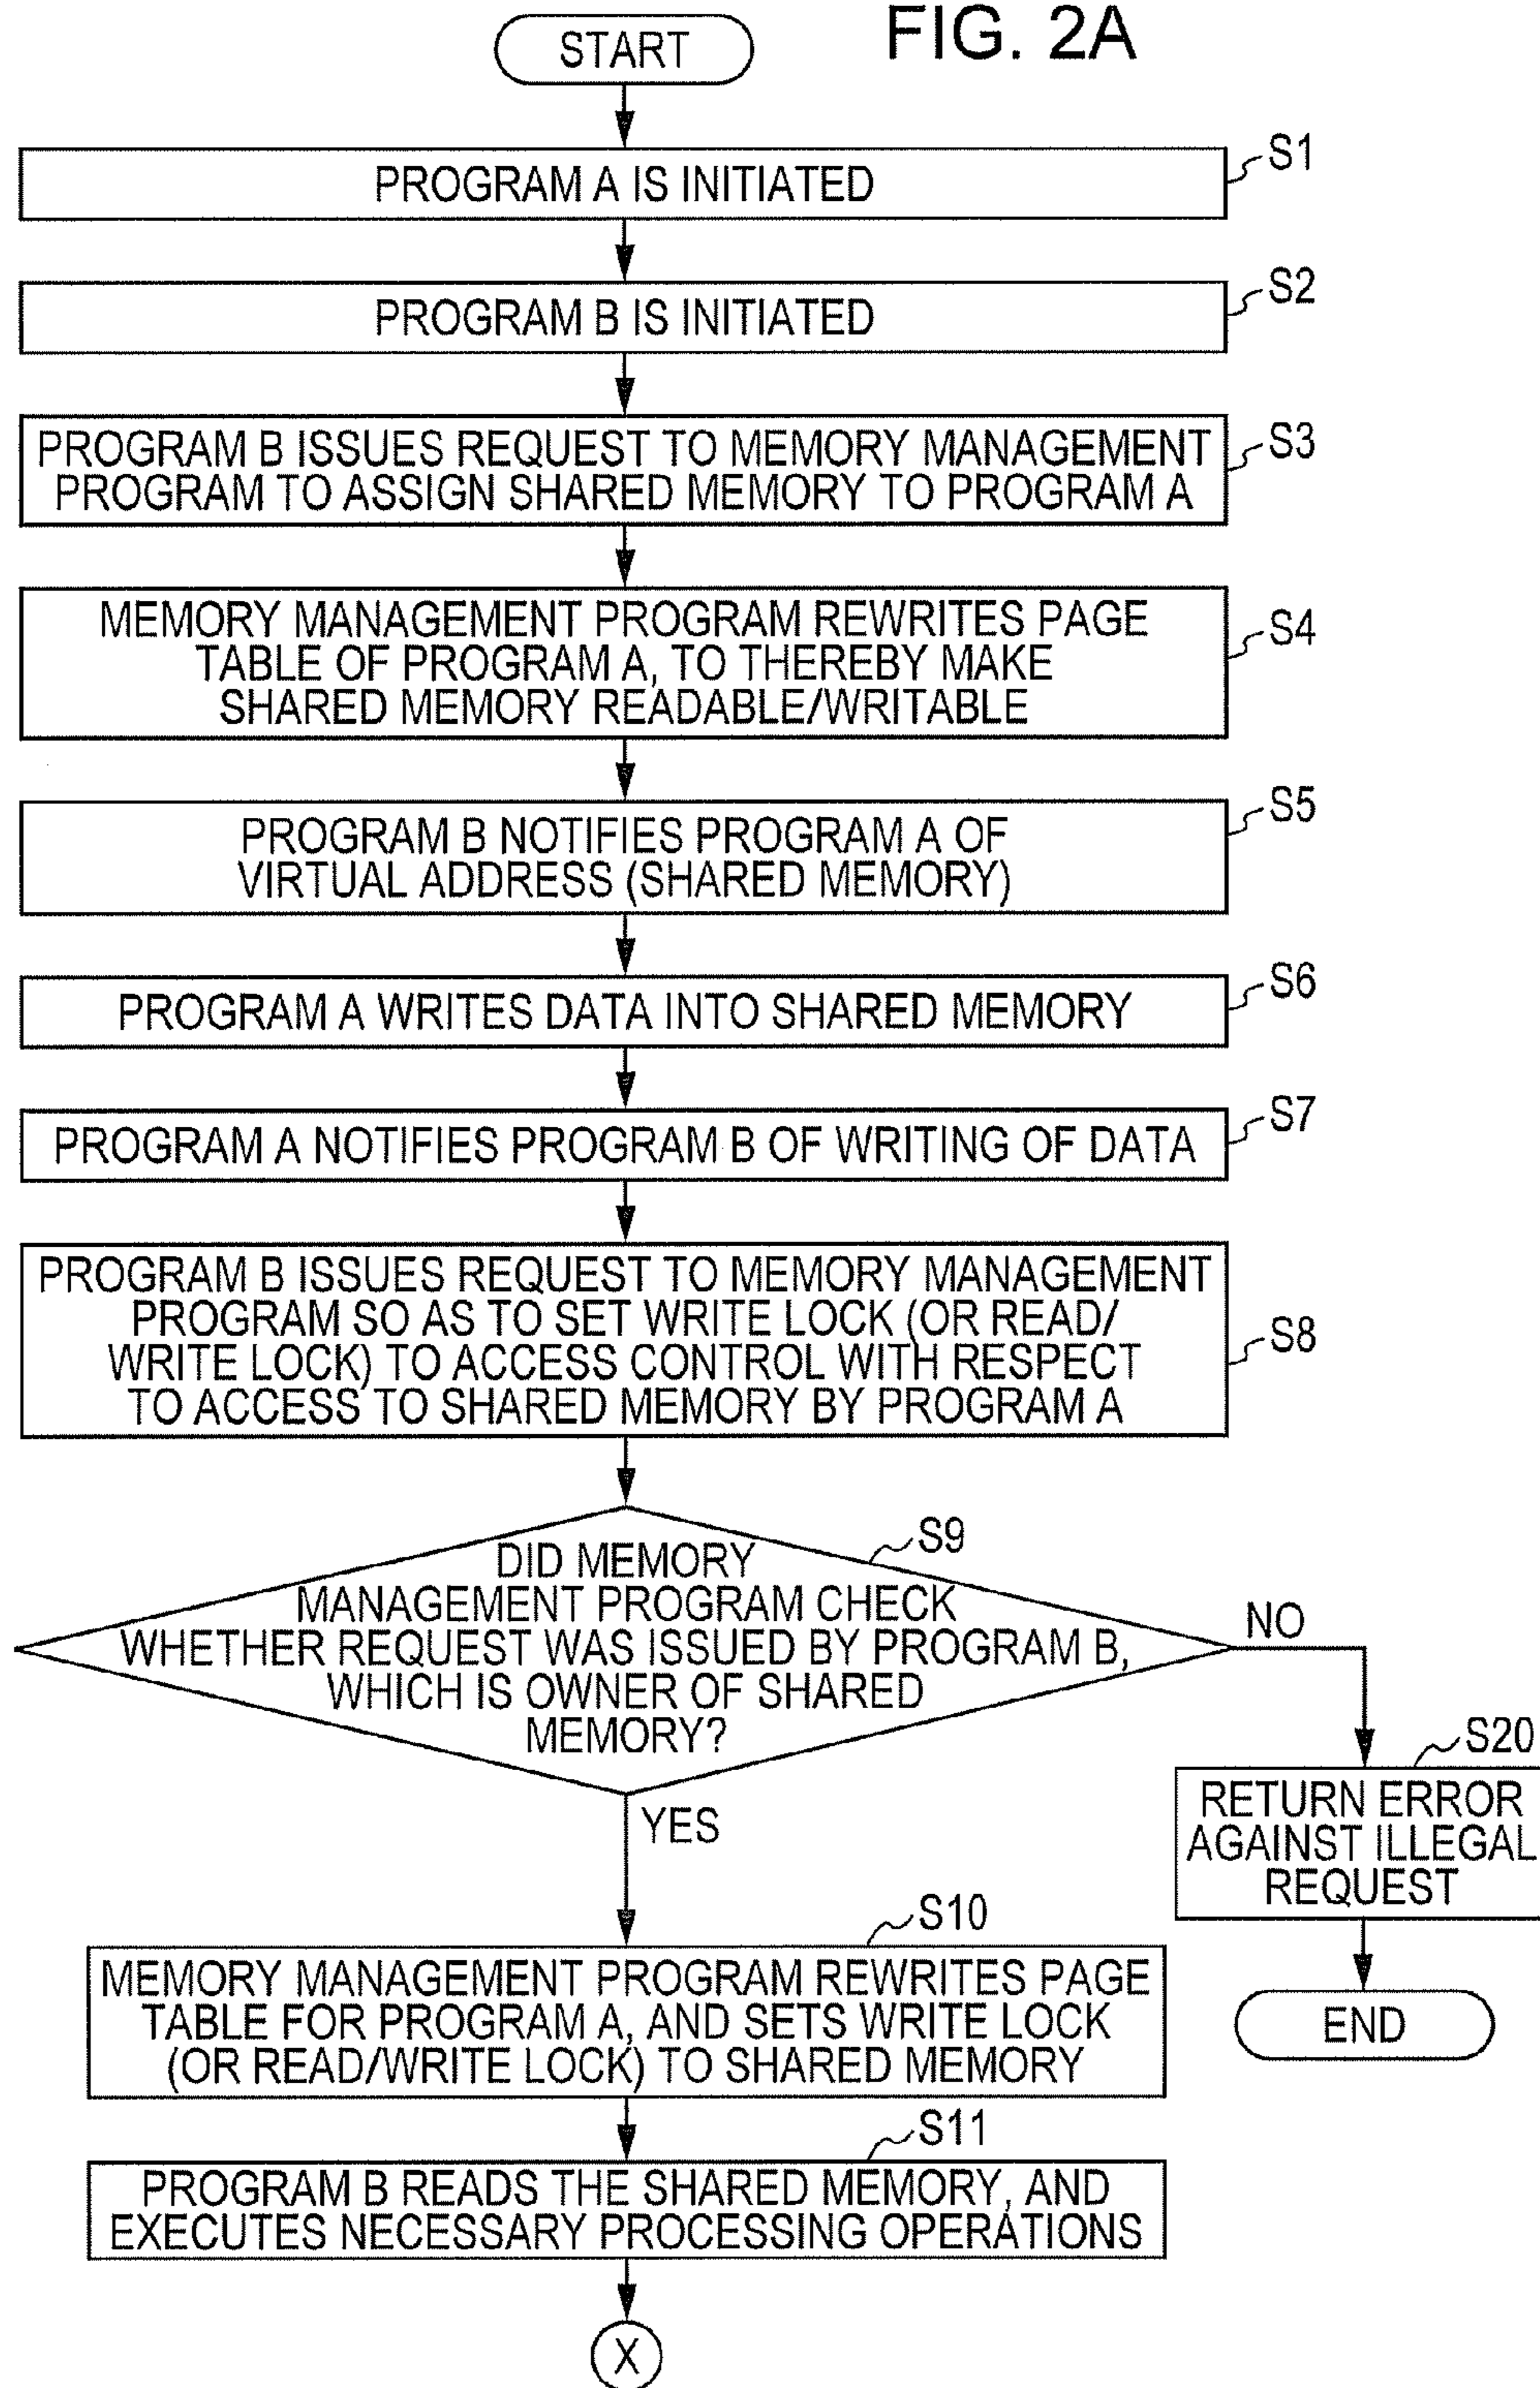 FIG. 2A
START
S1
PROGRAM A IS INITIATED
S2
PROGRAM B IS INITIATED
S3
PROGRAM B ISSUES REQUEST TO MEMORY MANAGEMENT
PROGRAM TO ASSIGN SHARED MEMORY TO PROGRAM A
S4
MEMORY MANAGEMENT PROGRAM REWRITES PAGE
TABLE OF PROGRAM A, TO THEREBY MAKE
SHARED MEMORY READABLE/WRITABLE
S5
PROGRAM B NOTIFIES PROGRAM A OF
VIRTUAL ADDRESS (SHARED MEMORY)
S6
PROGRAM A WRITES DATA INTO SHARED MEMORY
S7
PROGRAM A NOTIFIES PROGRAM B OF WRITING OF DATA
S8
PROGRAM B ISSUES REQUEST TO MEMORY MANAGEMENT
PROGRAM SO AS TO SET WRITE LOCK (OR READ/
WRITE LOCK) TO ACCESS CONTROL WITH RESPECT
TO ACCESS TO SHARED MEMORY BY PROGRAM A
S9
DID MEMORY
MANAGEMENT PROGRAM CHECK
WHETHER REQUEST WAS ISSUED BY PROGRAM B,
WHICH IS OWNER OF SHARED
MEMORY?
NO
YES
S20
RETURN ERROR
AGAINST ILLEGAL
REQUEST
END
S10
MEMORY MANAGEMENT PROGRAM REWRITES PAGE
TABLE FOR PROGRAM A, AND SETS WRITE LOCK
(OR READ/WRITE LOCK) TO SHARED MEMORY
S11
PROGRAM B READS THE SHARED MEMORY, AND
EXECUTES NECESSARY PROCESSING OPERATIONS
X